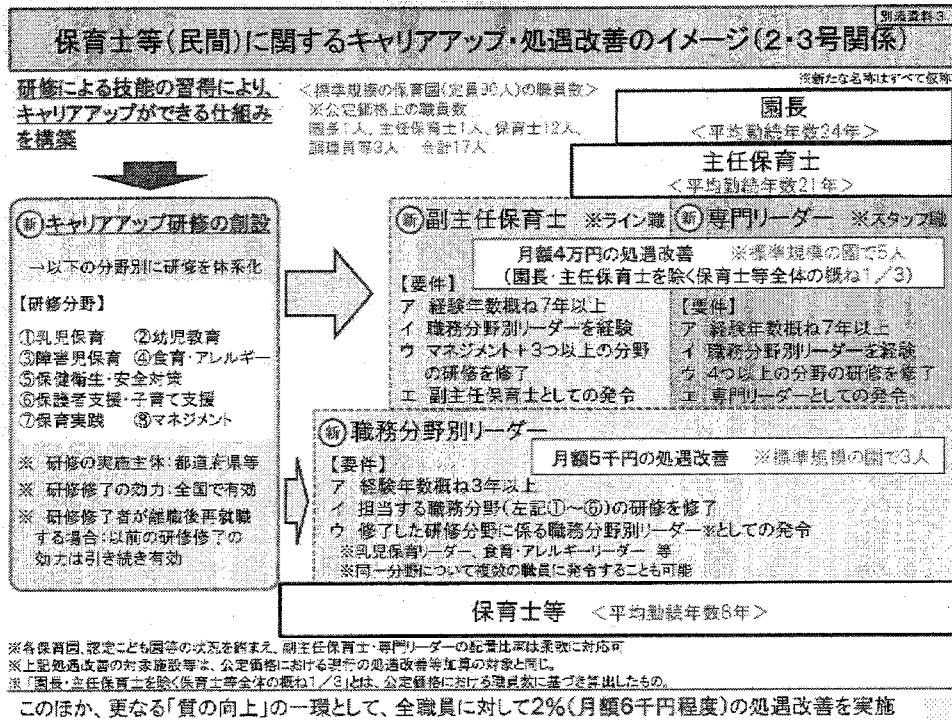 別添資料3
保育士等(民間)に関するキャリアアップ・処遇改善のイメージ(2・3号関係)
※新たな名称はすべて仮称
研修による技能の習得により、
キャリアアップができる仕組み
を構築
<標準規模の保育園(定員90人)の職員数>
※公定価格上の職員数
園長1人、主任保育士1人、保育士12人、
調理員等3人 合計17人
園長
<平均勤続年数24年>
主任保育士
<平均勤続年数21年>
新 キャリアアップ研修の創設
→以下の分野別に研修を体系化
【研修分野】
①乳児保育 ②幼児教育
③障害児保育 ④食育・アレルギー
⑤保健衛生・安全対策
⑥保護者支援・子育て支援
⑦保育実践 ⑧マネジメント
※ 研修の実施主体:都道府県等
※ 研修修了の効力:全国で有効
※ 研修修了者が離職後再就職
する場合:以前の研修修了の
効力は引き続き有効
新 副主任保育士 ※ライン職
新 専門リーダー ※スタッフ職
月額4万円の処遇改善 ※標準規模の園で5人
(園長・主任保育士を除く保育士等全体の概ね1/3)
【要件】
ア 経験年数概ね7年以上
イ 職務分野別リーダーを経験
ウ マネジメント+3つ以上の分野
の研修を修了
エ 副主任保育士としての発令
【要件】
ア 経験年数概ね7年以上
イ 職務分野別リーダーを経験
ウ 4つ以上の分野の研修を修了
エ 専門リーダーとしての発令
新 職務分野別リーダー
月額5千円の処遇改善 ※標準規模の園で3人
【要件】
ア 経験年数概ね3年以上
イ 担当する職務分野(左記①~⑥)の研修を修了
ウ 修了した研修分野に係る職務分野別リーダー※としての発令
※乳児保育リーダー、食育・アレルギーリーダー 等
※同一分野について複数の職員に発令することも可能
保育士等 <平均勤続年数8年>
※各保育園、認定こども園等の状況を踏まえ、副主任保育士・専門リーダーの配置比率は柔軟に対応可
※上記処遇改善の対象施設等は、公定価格における現行の処遇改善等加算の対象と同じ。
※「園長・主任保育士を除く保育士等全体の概ね1/3」とは、公定価格における職員数に基づき算出したもの。
このほか、更なる「質の向上」の一環として、全職員に対して2%(月額6千円程度)の処遇改善を実施